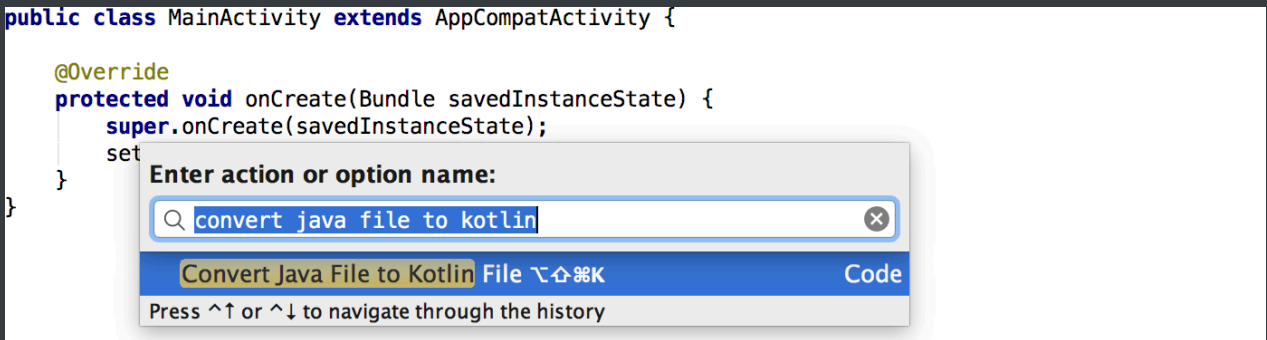 public class MainActivity extends AppCompatActivity {
@Override
protected void onCreate(Bundle savedInstanceState) {
super.onCreate(savedInstanceState);
set
}
}
Enter action or option name:
convert java file to kotlin
Convert Java File to Kotlin File ⌥⇧⌘K Code
Press ^↑ or ^↓ to navigate through the history